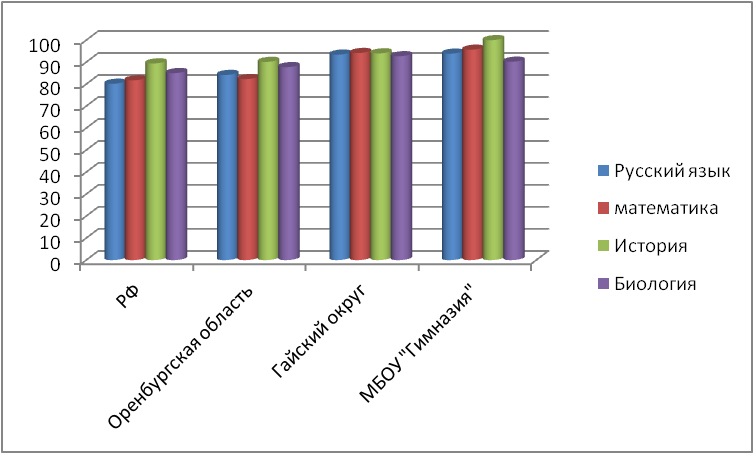 100
90
80
70
60
50
40
30
20
10
0
РФ
Оренбургская область
Гайский округ
МБОУ "Гимназия"
Русский язык
математика
История
Биология